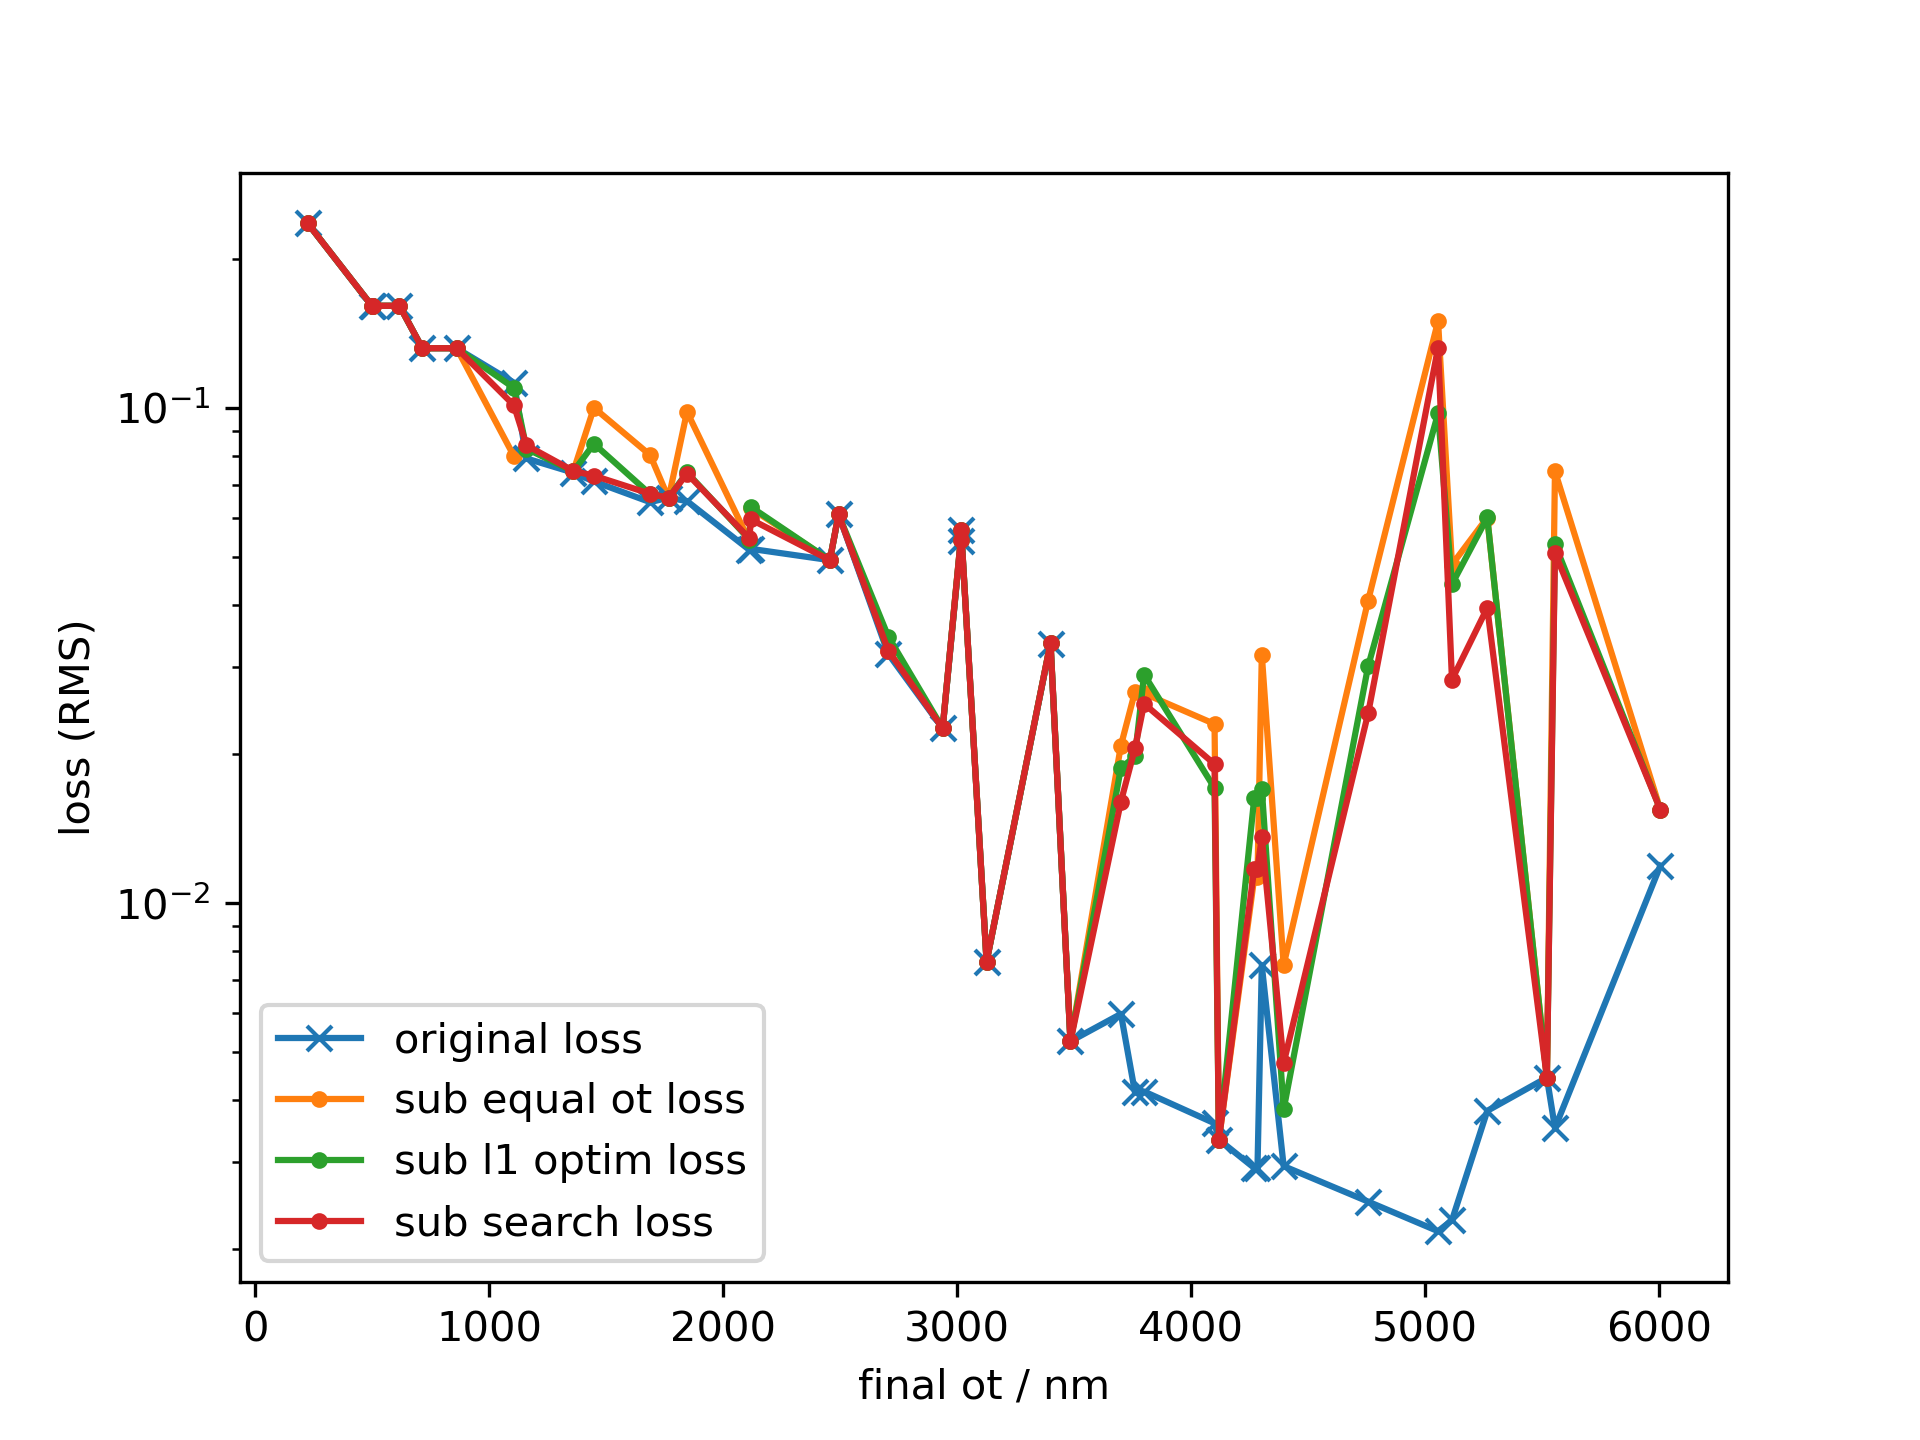 10⁻¹
10⁻²
loss (RMS)
original loss
sub equal ot loss
sub l1 optim loss
sub search loss
0 1000 2000 3000 4000 5000 6000
final ot / nm